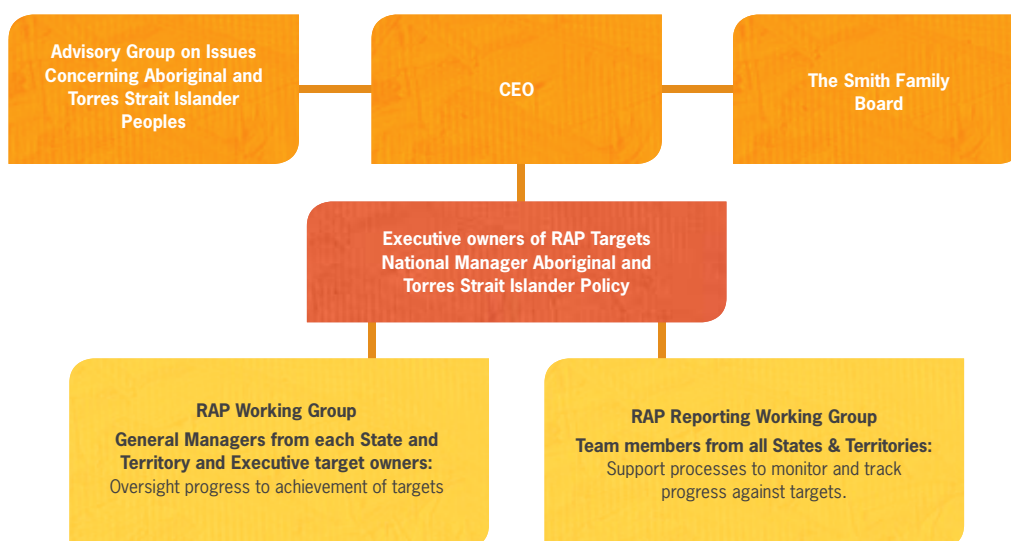 Advisory Group on Issues
Concerning Aboriginal and
Torres Strait Islander
Peoples
CEO
The Smith Family
Board
Executive owners of RAP Targets
National Manager Aboriginal and
Torres Strait Islander Policy
RAP Working Group
General Managers from each State and
Territory and Executive target owners:
Oversight progress to achievement of targets
RAP Reporting Working Group
Team members from all States & Territories:
Support processes to monitor and track
progress against targets.